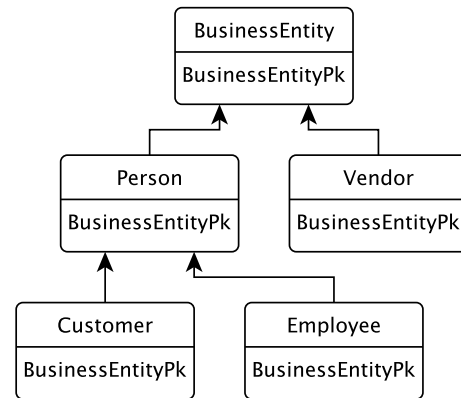 BusinessEntity
BusinessEntityPk
Person
BusinessEntityPk
Vendor
BusinessEntityPk
Customer
BusinessEntityPk
Employee
BusinessEntityPk